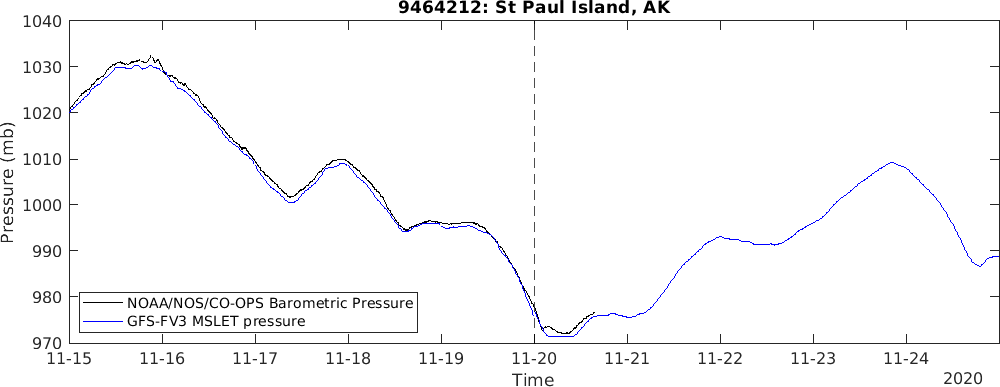 9464212: St Paul Island, AK
1040
1030
1020
1010
1000
990
980
970
Pressure (mb)
NOAA/NOS/CO-OPS Barometric Pressure
GFS-FV3 MSLET pressure
11-15 11-16 11-17 11-18 11-19 11-20 11-21 11-22 11-23 11-24
Time
2020